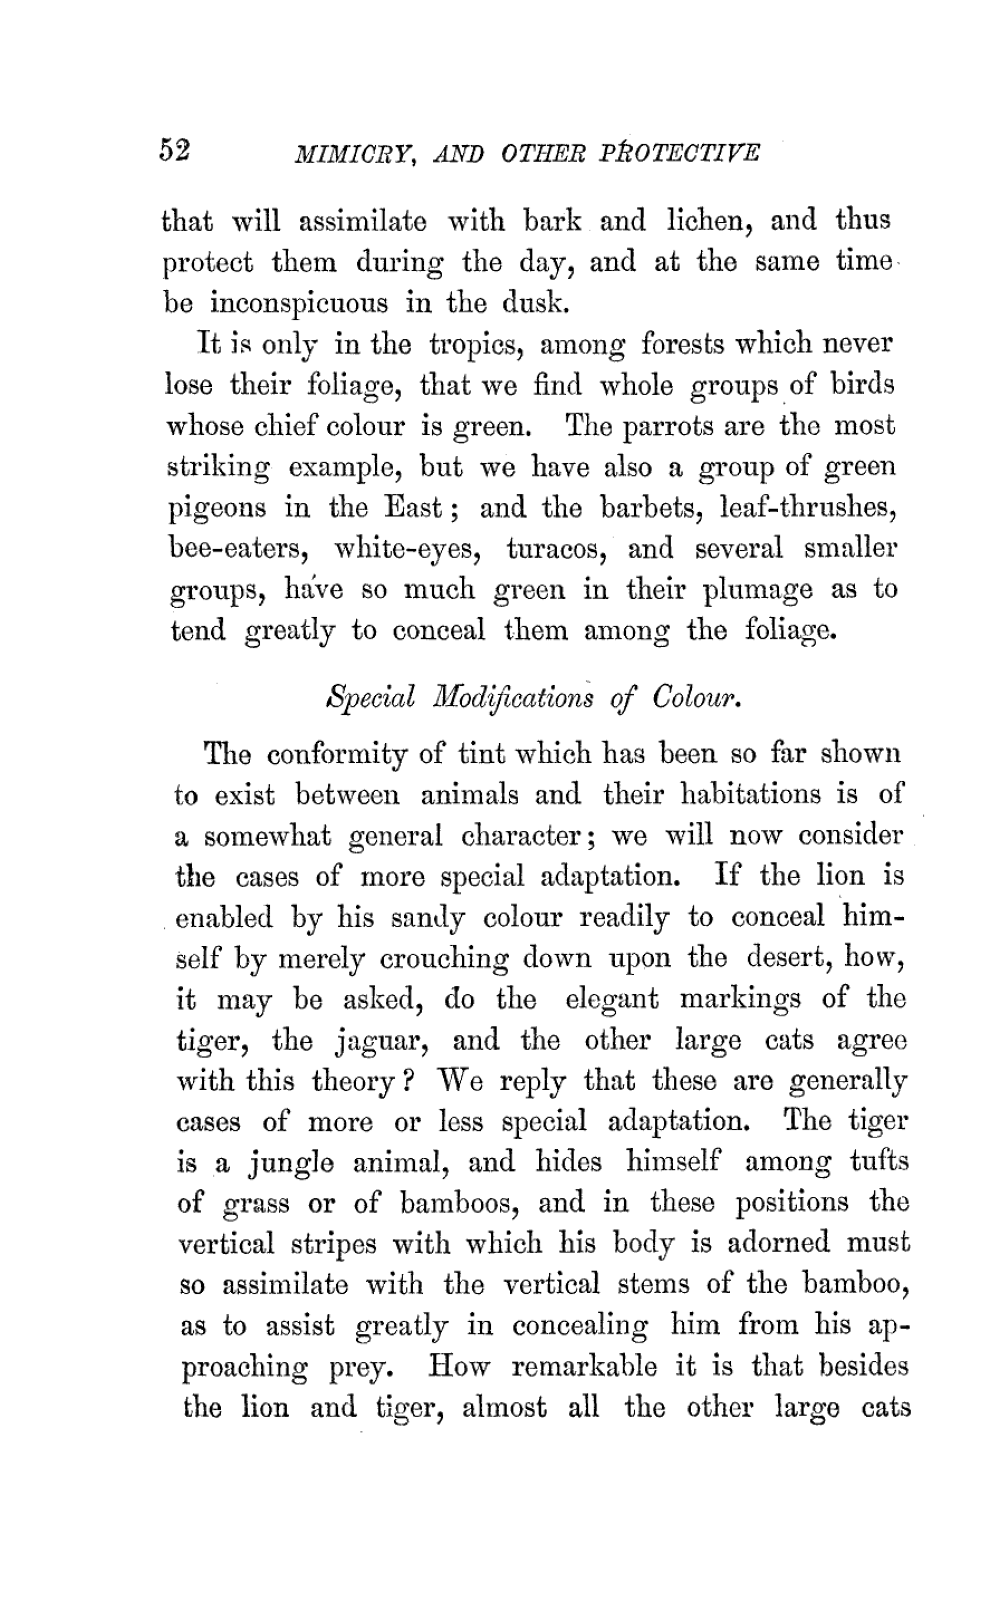 52 MIMICRY, AND OTHER PROTECTIVE
that will assimilate with bark and lichen, and thus
protect them during the day, and at the same time
be inconspicuous in the dusk.
It is only in the tropics, among forests which never
lose their foliage, that we find whole groups of birds
whose chief colour is green. The parrots are the most
striking example, but we have also a group of green
pigeons in the East; and the barbets, leaf-thrushes,
bee-eaters, white-eyes, turacos, and several smaller
groups, have so much green in their plumage as to
tend greatly to conceal them among the foliage.
Special Modifications of Colour.
The conformity of tint which has been so far shown
to exist between animals and their habitations is of
a somewhat general character; we will now consider
the cases of more special adaptation. If the lion is
enabled by his sandy colour readily to conceal him-
self by merely crouching down upon the desert, how,
it may be asked, do the elegant markings of the
tiger, the jaguar, and the other large cats agree
with this theory? We reply that these are generally
cases of more or less special adaptation. The tiger
is a jungle animal, and hides himself among tufts
of grass or of bamboos, and in these positions the
vertical stripes with which his body is adorned must
so assimilate with the vertical stems of the bamboo,
as to assist greatly in concealing him from his ap-
proaching prey. How remarkable it is that besides
the lion and tiger, almost all the other large cats